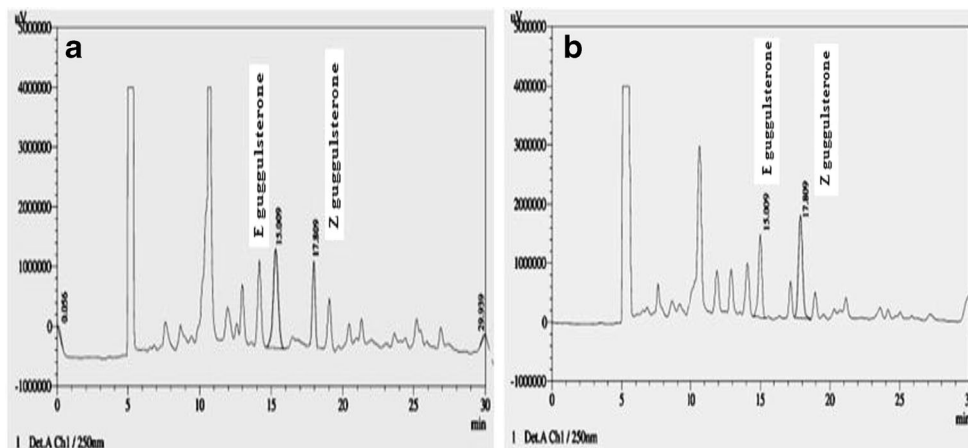 uV
5000000
a
E guggulsterone
Z guggulsterone
4000000
3000000
2000000
1000000
0
-1000000
0.056
15.009
17.809
29.939
0 5 10 15 20 25 30
min
1 Det.A Ch1 / 250nm
uV
5000000
b
E guggulsterone
Z guggulsterone
4000000
3000000
2000000
1000000
0
-1000000
15.009
17.809
0 5 10 15 20 25 30
min
1 Det.A Ch1 / 250nm